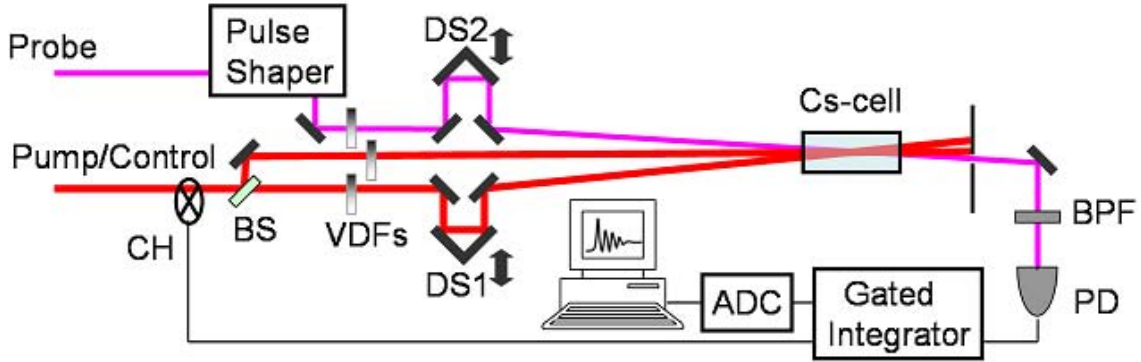 Probe
Pulse
Shaper
DS2
Cs-cell
Pump/Control
CH
BS
VDFs
DS1
BPF
PD
ADC
Gated
Integrator